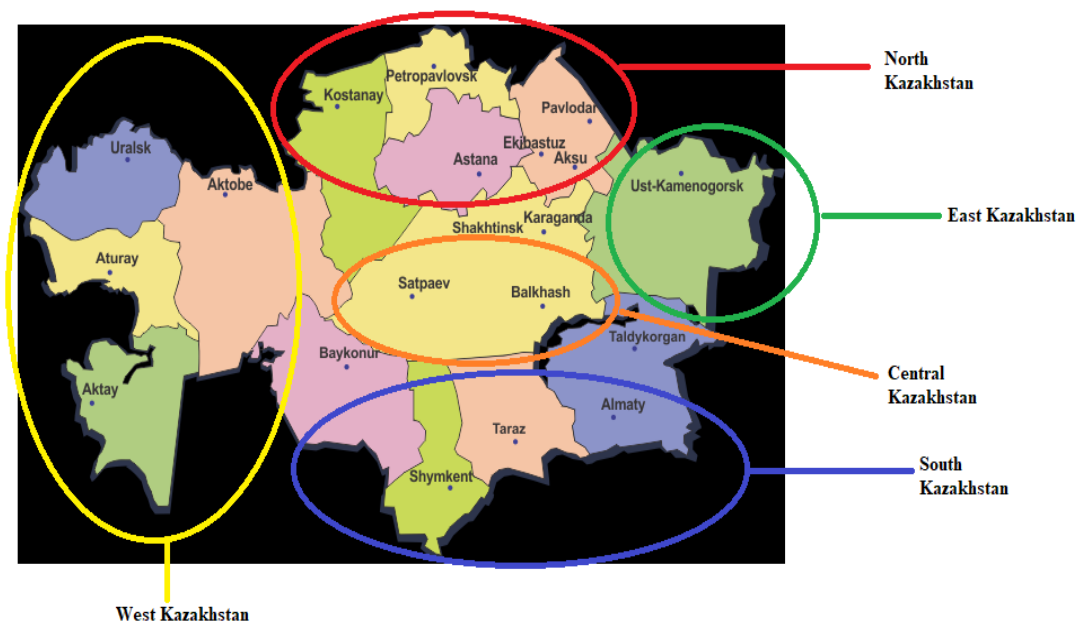 North
Kazakhstan
Petropavlovsk
Kostanay
Pavlodar
Ekibastuz
Uralsk
Astana
Aksu
Aktobe
Ust-Kamenogorsk
East Kazakhstan
Karaganda
Shakhtinsk
Aturay
Satpaev
Balkhash
Taldykorgan
Baykonur
Central
Kazakhstan
Aktay
Almaty
Taraz
Shymkent
South
Kazakhstan
West Kazakhstan